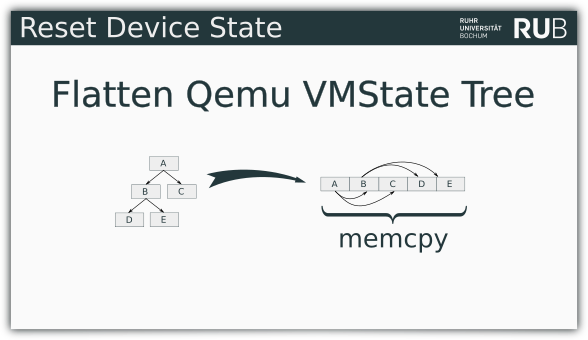 Reset Device State
RUHR
UNIVERSITÄT
BOCHUM
RUB
Flatten Qemu VMState Tree
A
B C
D E
A B C D E
memcpy